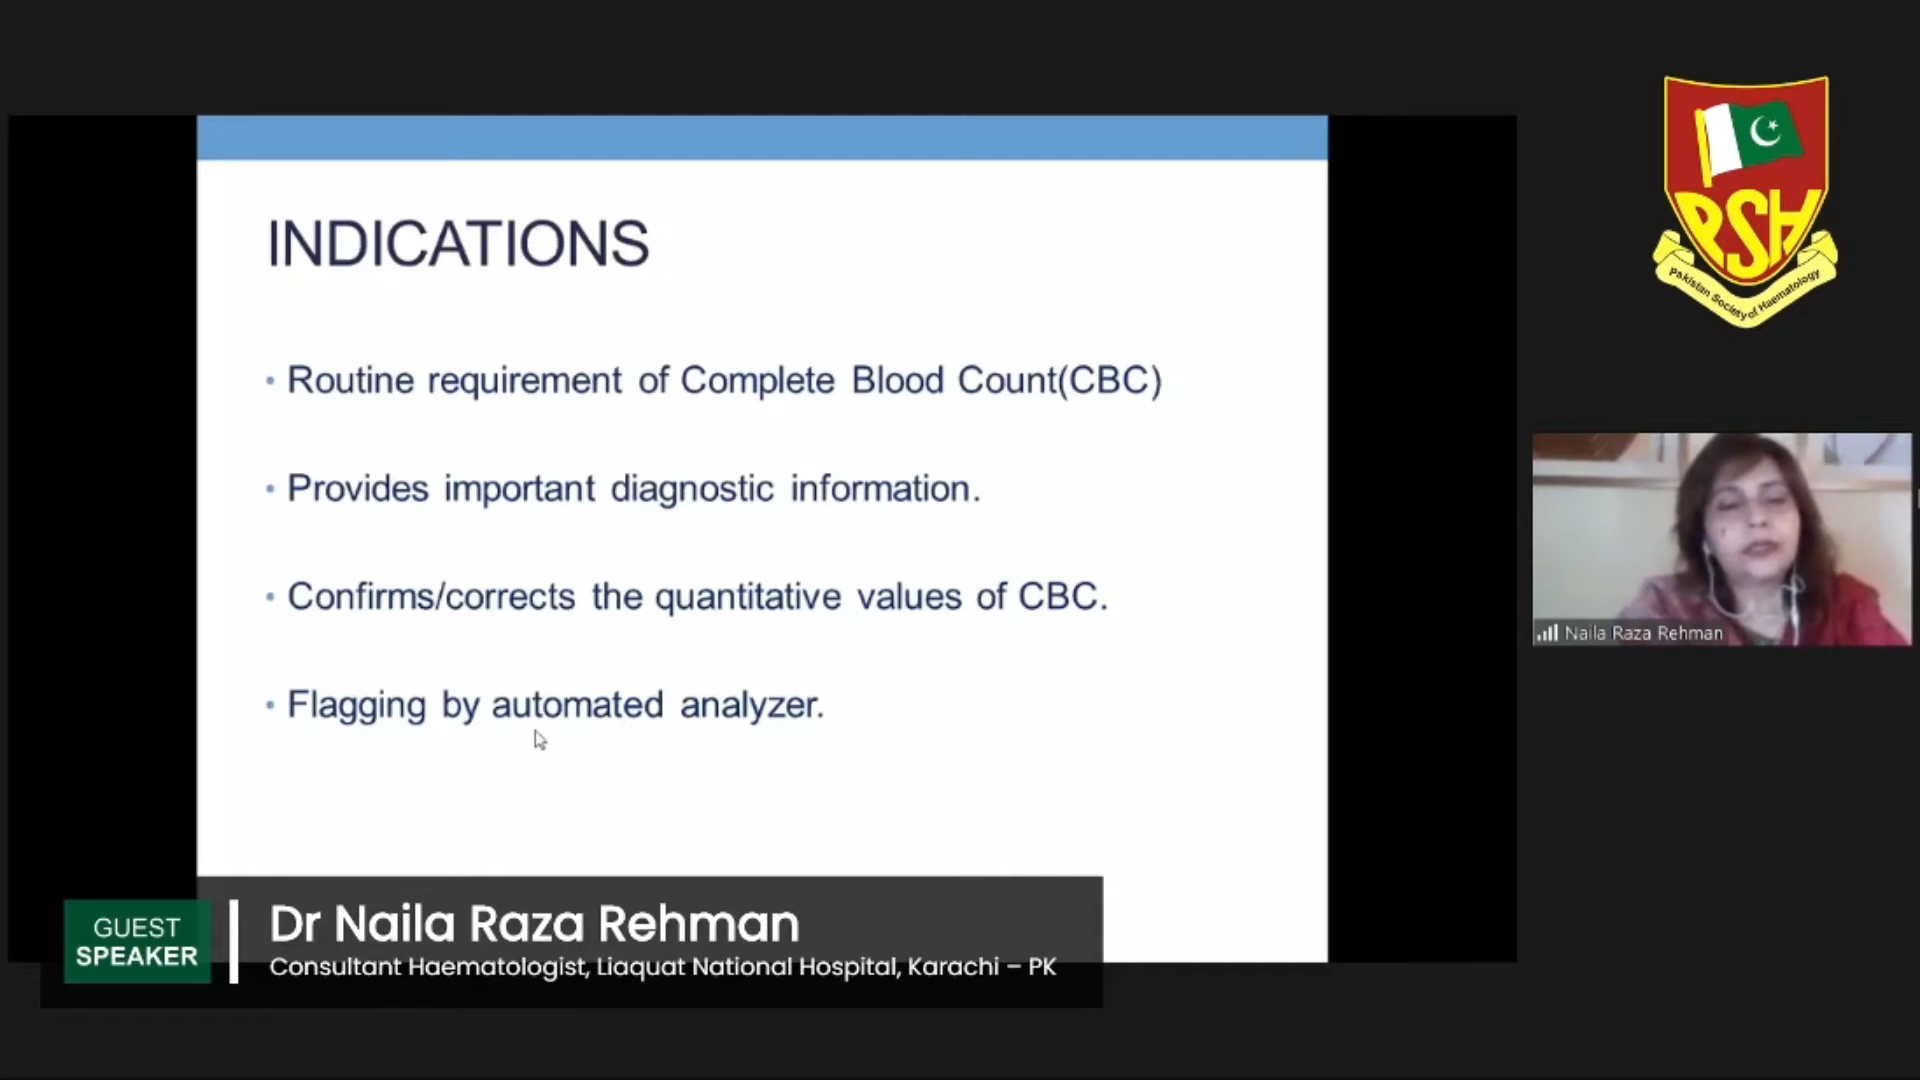 INDICATIONS
• Routine requirement of Complete Blood Count(CBC)
• Provides important diagnostic information.
• Confirms/corrects the quantitative values of CBC.
• Flagging by automated analyzer.
GUEST
SPEAKER
Dr Naila Raza Rehman
Consultant Haematologist, Liaquat National Hospital, Karachi – PK
PSH
Pakistan Society of Haematology
Naila Raza Rehman